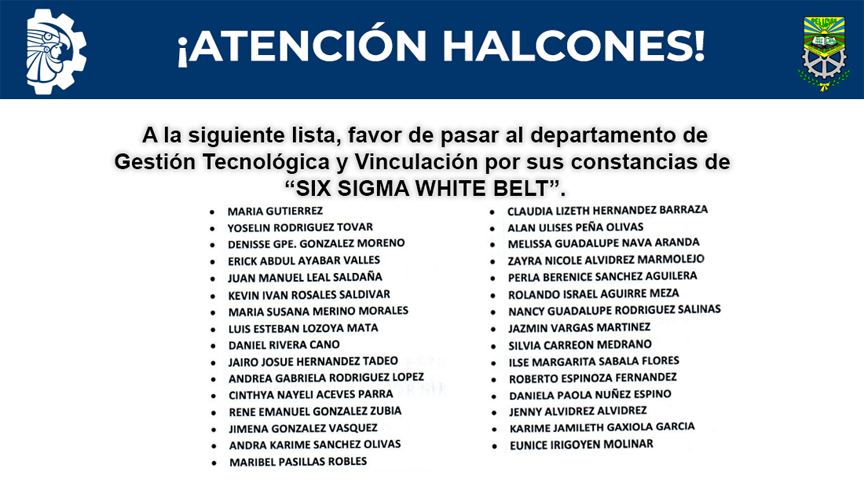 ¡ATENCIÓN HALCONES!
DELICIAS
A la siguiente lista, favor de pasar al departamento de
Gestión Tecnológica y Vinculación por sus constancias de
“SIX SIGMA WHITE BELT”.
• MARIA GUTIERREZ
• YOSELIN RODRIGUEZ TOVAR
• DENISSE GPE. GONZALEZ MORENO
• ERICK ABDUL AYABAR VALLES
• JUAN MANUEL LEAL SALDAÑA
• KEVIN IVAN ROSALES SALDIVAR
• MARIA SUSANA MERINO MORALES
• LUIS ESTEBAN LOZOYA MATA
• DANIEL RIVERA CANO
• JAIRO JOSUE HERNANDEZ TADEO
• ANDREA GABRIELA RODRIGUEZ LOPEZ
• CINTHYA NAYELI ACEVES PARRA
• RENE EMANUEL GONZALEZ ZUBIA
• JIMENA GONZALEZ VASQUEZ
• ANDRA KARIME SANCHEZ OLIVAS
• MARIBEL PASILLAS ROBLES
• CLAUDIA LIZETH HERNANDEZ BARRAZA
• ALAN ULISES PEÑA OLIVAS
• MELISSA GUADALUPE NAVA ARANDA
• ZAYRA NICOLE ALVIDREZ MARMOLEJO
• PERLA BERENICE SANCHEZ AGUILERA
• ROLANDO ISRAEL AGUIRRE MEZA
• NANCY GUADALUPE RODRIGUEZ SALINAS
• JAZMIN VARGAS MARTINEZ
• SILVIA CARREON MEDRANO
• ILSE MARGARITA SABALA FLORES
• ROBERTO ESPINOZA FERNANDEZ
• DANIELA PAOLA NUÑEZ ESPINO
• JENNY ALVIDREZ ALVIDREZ
• KARIME JAMILETH GAXIOLA GARCIA
• EUNICE IRIGOYEN MOLINAR